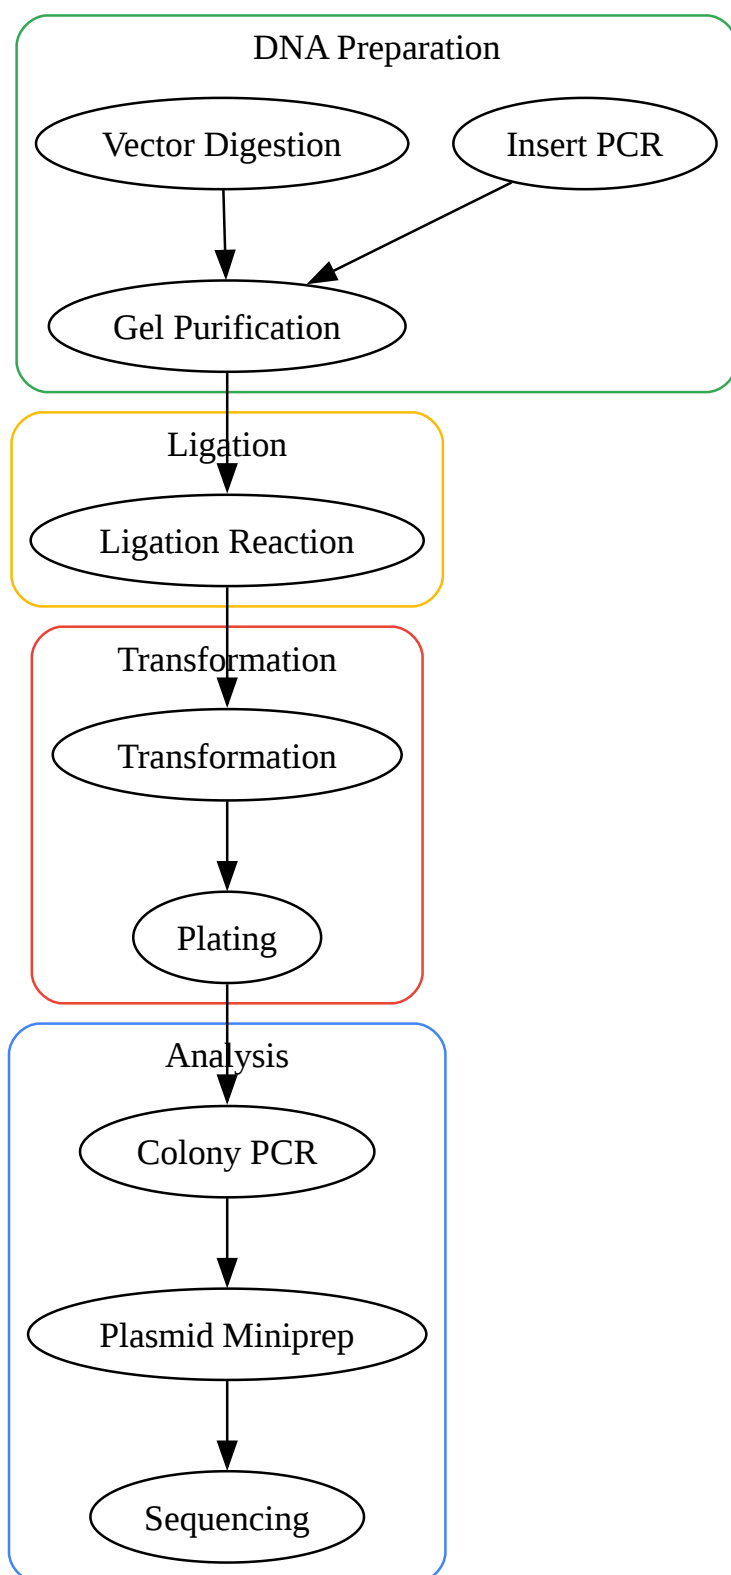 DNA Preparation
Vector Digestion
Insert PCR
Gel Purification
Ligation
Ligation Reaction
Transformation
Transformation
Plating
Analysis
Colony PCR
Plasmid Miniprep
Sequencing